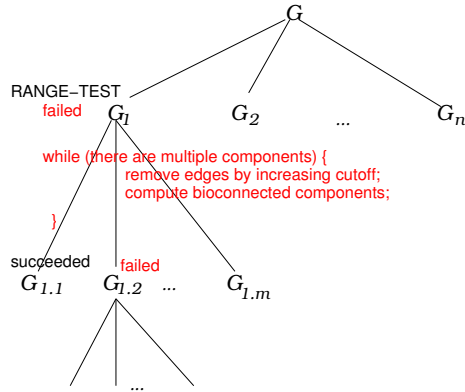 G
RANGE-TEST
failed
G1 G2 ... Gn
while (there are multiple components) {
remove edges by increasing cutoff;
compute bioconnected components;
}
succeeded failed
G1.1 G1.2 ... G1.m
...